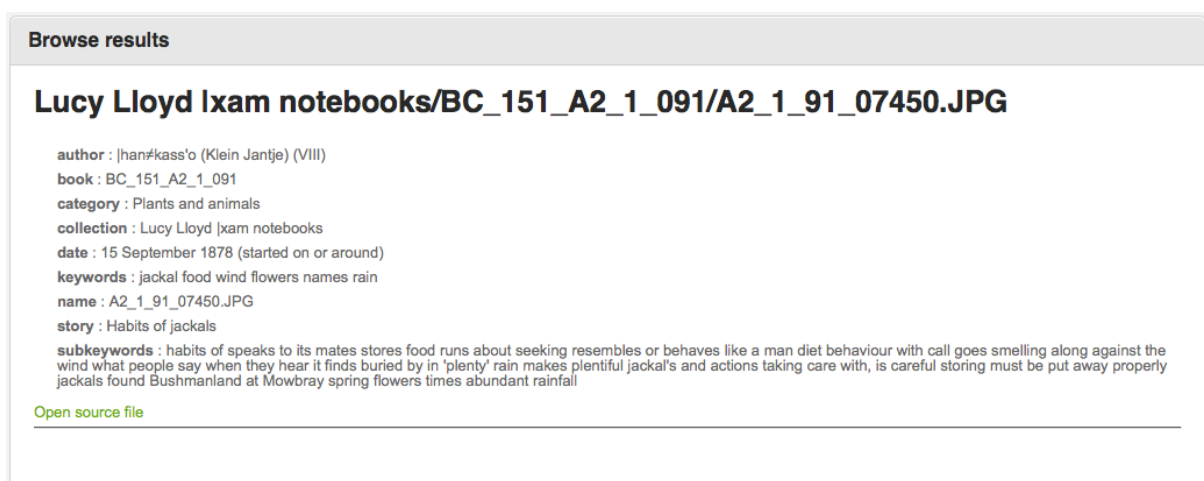 Browse results
Lucy Lloyd |xam notebooks/BC_151_A2_1_091/A2_1_91_07450.JPG
author : |han≠kass'o (Klein Jantje) (VIII)
book : BC_151_A2_1_091
category : Plants and animals
collection : Lucy Lloyd |xam notebooks
date : 15 September 1878 (started on or around)
keywords : jackal food wind flowers names rain
name : A2_1_91_07450.JPG
story : Habits of jackals
subkeywords : habits of speaks to its mates stores food runs about seeking resembles or behaves like a man diet behaviour with call goes smelling along against the
wind what people say when they hear it finds buried by in 'plenty' rain makes plentiful jackal's and actions taking care with, is careful storing must be put away properly
jackals found Bushmanland at Mowbray spring flowers times abundant rainfall
Open source file